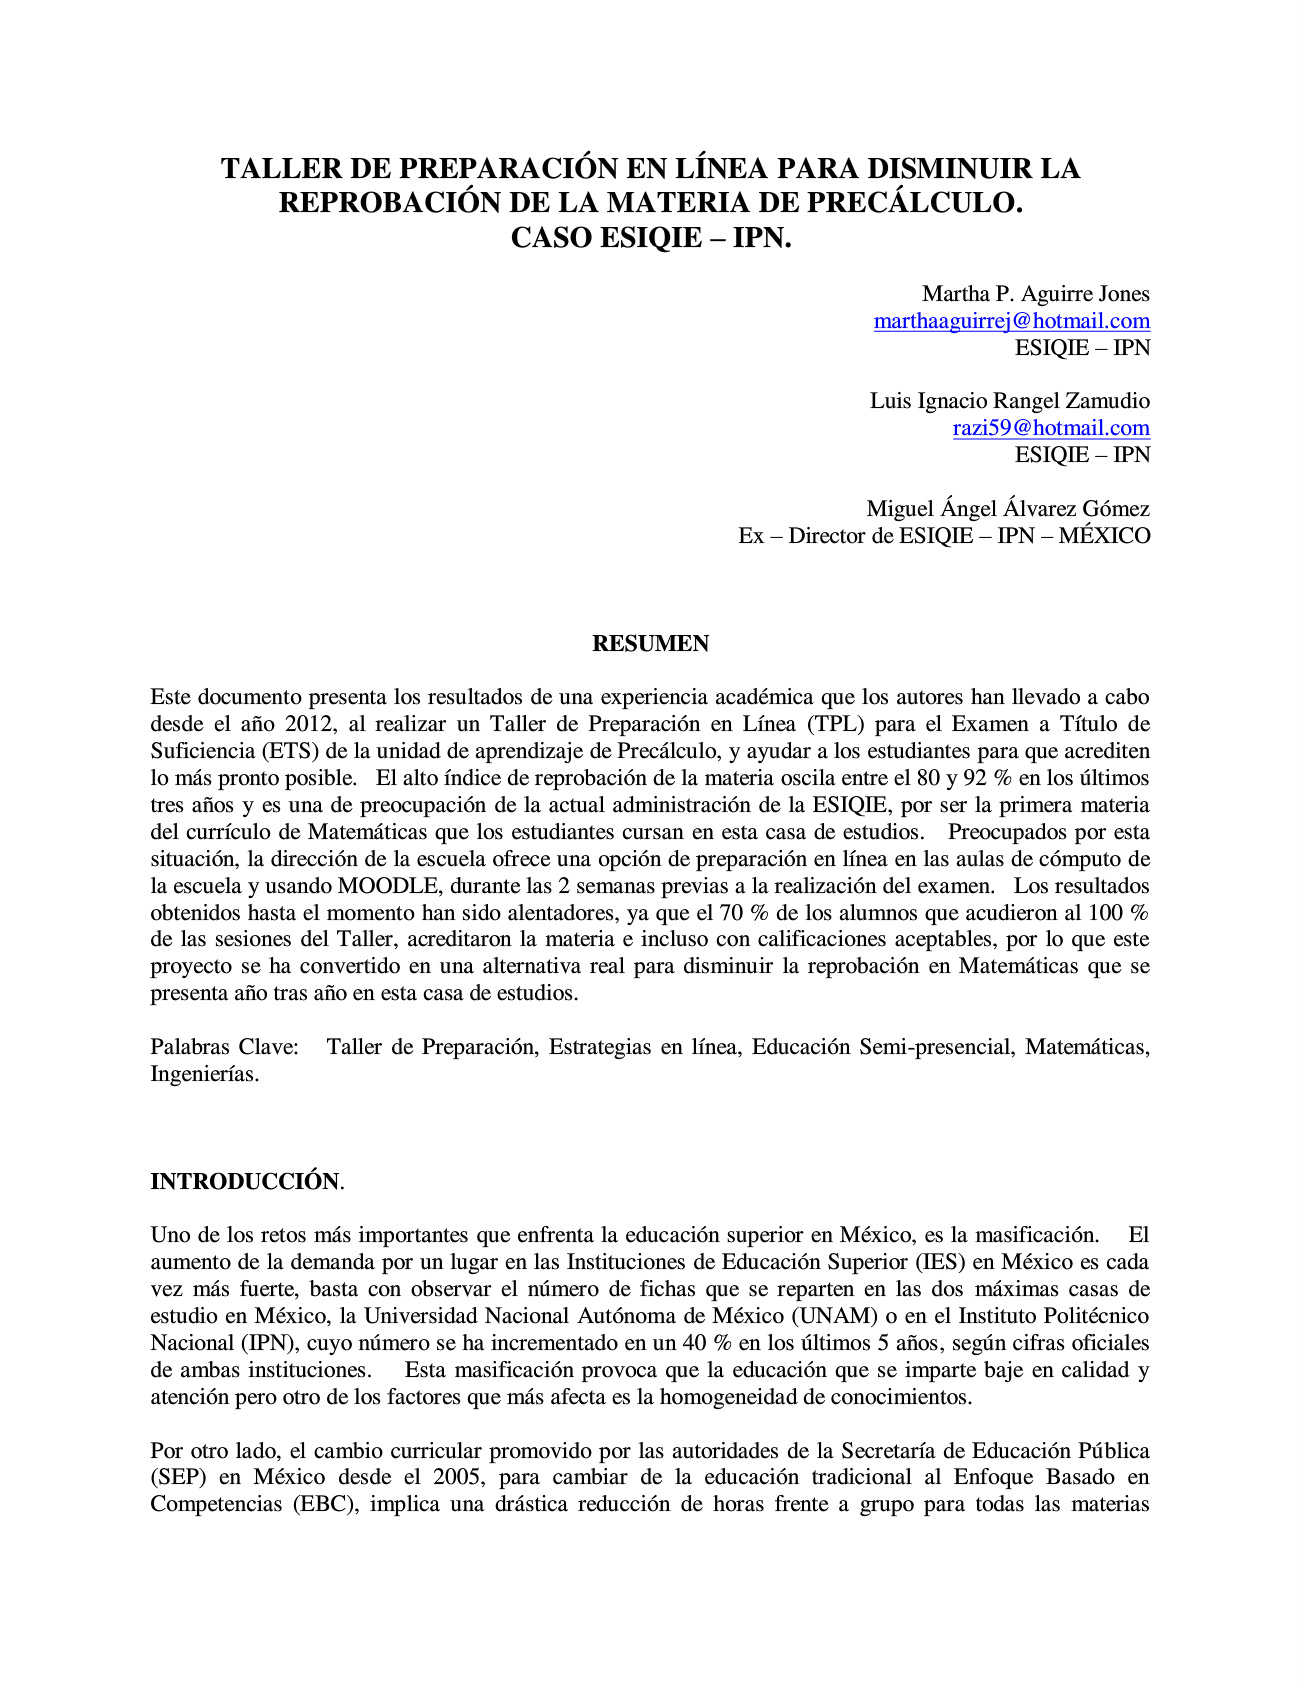 TALLER DE PREPARACIÓN EN LÍNEA PARA DISMINUIR LA
REPROBACIÓN DE LA MATERIA DE PRECÁLCULO.
CASO ESIQIE – IPN.
Martha P. Aguirre Jones
marthaaguirrej@hotmail.com
ESIQIE – IPN
Luis Ignacio Rangel Zamudio
razi59@hotmail.com
ESIQIE – IPN
Miguel Ángel Álvarez Gómez
Ex – Director de ESIQIE – IPN – MÉXICO
RESUMEN
Este documento presenta los resultados de una experiencia académica que los autores han llevado a cabo
desde el año 2012, al realizar un Taller de Preparación en Línea (TPL) para el Examen a Título de
Suficiencia (ETS) de la unidad de aprendizaje de Precálculo, y ayudar a los estudiantes para que acrediten
lo más pronto posible.   El alto índice de reprobación de la materia oscila entre el 80 y 92 % en los últimos
tres años y es una de preocupación de la actual administración de la ESIQIE, por ser la primera materia
del currículo de Matemáticas que los estudiantes cursan en esta casa de estudios.   Preocupados por esta
situación, la dirección de la escuela ofrece una opción de preparación en línea en las aulas de cómputo de
la escuela y usando MOODLE, durante las 2 semanas previas a la realización del examen.   Los resultados
obtenidos hasta el momento han sido alentadores, ya que el 70 % de los alumnos que acudieron al 100 %
de las sesiones del Taller, acreditaron la materia e incluso con calificaciones aceptables, por lo que este
proyecto se ha convertido en una alternativa real para disminuir la reprobación en Matemáticas que se
presenta año tras año en esta casa de estudios.
Palabras Clave:   Taller de Preparación, Estrategias en línea, Educación Semi-presencial, Matemáticas,
Ingenierías.
INTRODUCCIÓN.
Uno de los retos más importantes que enfrenta la educación superior en México, es la masificación.   El
aumento de la demanda por un lugar en las Instituciones de Educación Superior (IES) en México es cada
vez más fuerte, basta con observar el número de fichas que se reparten en las dos máximas casas de
estudio en México, la Universidad Nacional Autónoma de México (UNAM) o en el Instituto Politécnico
Nacional (IPN), cuyo número se ha incrementado en un 40 % en los últimos 5 años, según cifras oficiales
de ambas instituciones.   Esta masificación provoca que la educación que se imparte baje en calidad y
atención pero otro de los factores que más afecta es la homogeneidad de conocimientos.
Por otro lado, el cambio curricular promovido por las autoridades de la Secretaría de Educación Pública
(SEP) en México desde el 2005, para cambiar de la educación tradicional al Enfoque Basado en
Competencias (EBC), implica una drástica reducción de horas frente a grupo para todas las materias